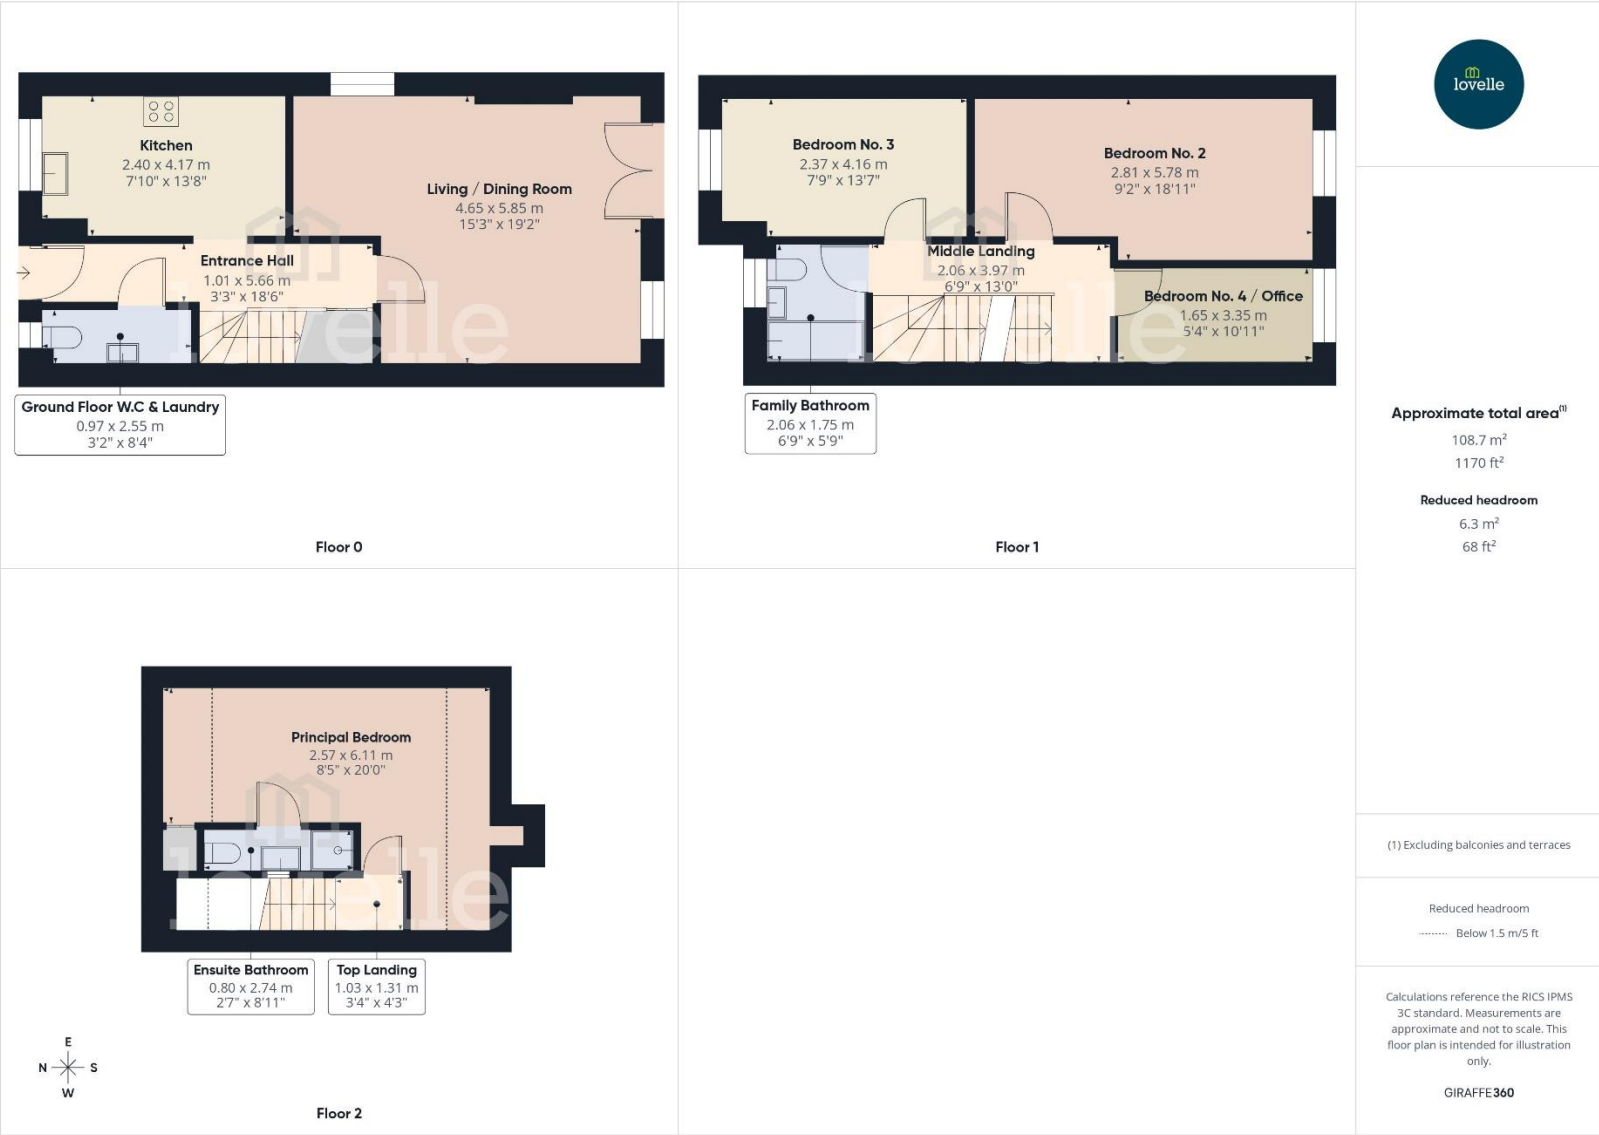 Kitchen
2.40 x 4.17 m
7'10" x 13'8"
Living / Dining Room
4.65 x 5.85 m
15'3" x 19'2"
Entrance Hall
1.01 x 5.66 m
3'3" x 18'6"
Ground Floor W.C & Laundry
0.97 x 2.55 m
3'2" x 8'4"
lovelle
Floor 0
Bedroom No. 3
2.37 x 4.16 m
7'9" x 13'7"
Bedroom No. 2
2.81 x 5.78 m
9'2" x 18'11"
Middle Landing
2.06 x 3.97 m
6'9" x 13'0"
Bedroom No. 4 / Office
1.65 x 3.35 m
5'4" x 10'11"
Family Bathroom
2.06 x 1.75 m
6'9" x 5'9"
lovelle
Floor 1
Principal Bedroom
2.57 x 6.11 m
8'5" x 20'0"
Ensuite Bathroom
0.80 x 2.74 m
2'7" x 8'11"
Top Landing
1.03 x 1.31 m
3'4" x 4'3"
lovelle
E
N S
W
Floor 2
lovelle
Approximate total area(1)
108.7 m²
1170 ft²
Reduced headroom
6.3 m²
68 ft²
(1) Excluding balconies and terraces
Reduced headroom
Below 1.5 m/5 ft
Calculations reference the RICS IPMS
3C standard. Measurements are
approximate and not to scale. This
floor plan is intended for illustration
only.
GIRAFFE360